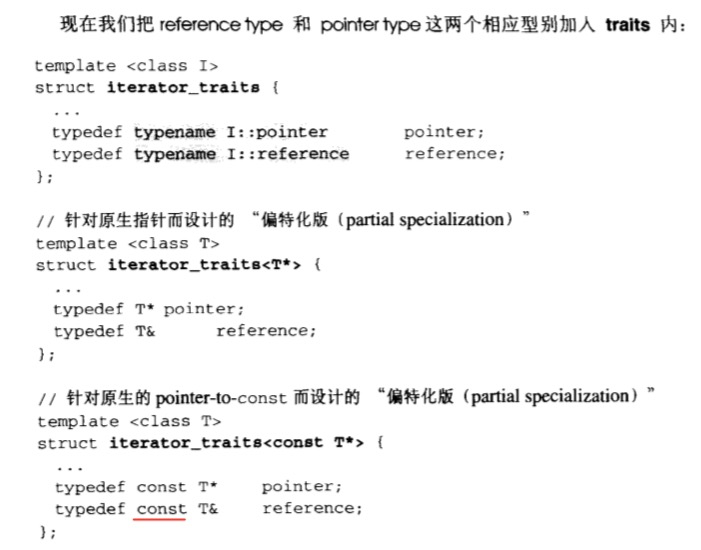 现在我们把 reference type 和 pointer type 这两个相应型别加入 traits 内：
template <class I>
struct iterator_traits {
...
typedef typename I::pointer pointer;
typedef typename I::reference reference;
};
// 针对原生指针而设计的 “偏特化版（partial specialization）”
template <class T>
struct iterator_traits<T*> {
...
typedef T* pointer;
typedef T& reference;
};
// 针对原生的 pointer-to-const 而设计的 “偏特化版（partial specialization）”
template <class T>
struct iterator_traits<const T*> {
...
typedef const T* pointer;
typedef const T& reference;
};